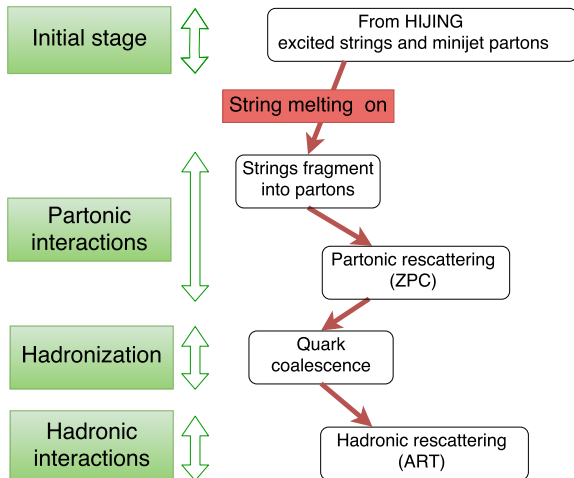 Initial stage
From HIJING
excited strings and minijet partons
String melting on
Strings fragment
into partons
Partonic
interactions
Partonic rescattering
(ZPC)
Hadronization
Quark
coalescence
Hadronic
interactions
Hadronic rescattering
(ART)